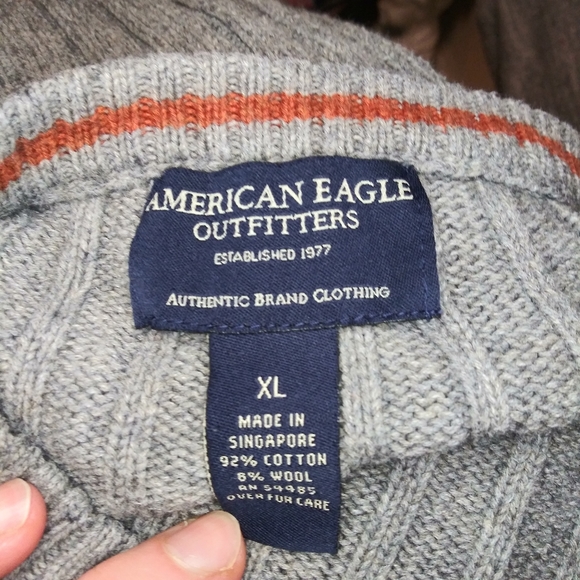 AMERICAN EAGLE
OUTFITTERS
ESTABLISHED 1977
AUTHENTIC BRAND CLOTHING
XL
MADE IN
SINGAPORE
92% COTTON
8% WOOL
RN 54485
OVER FUR CARE